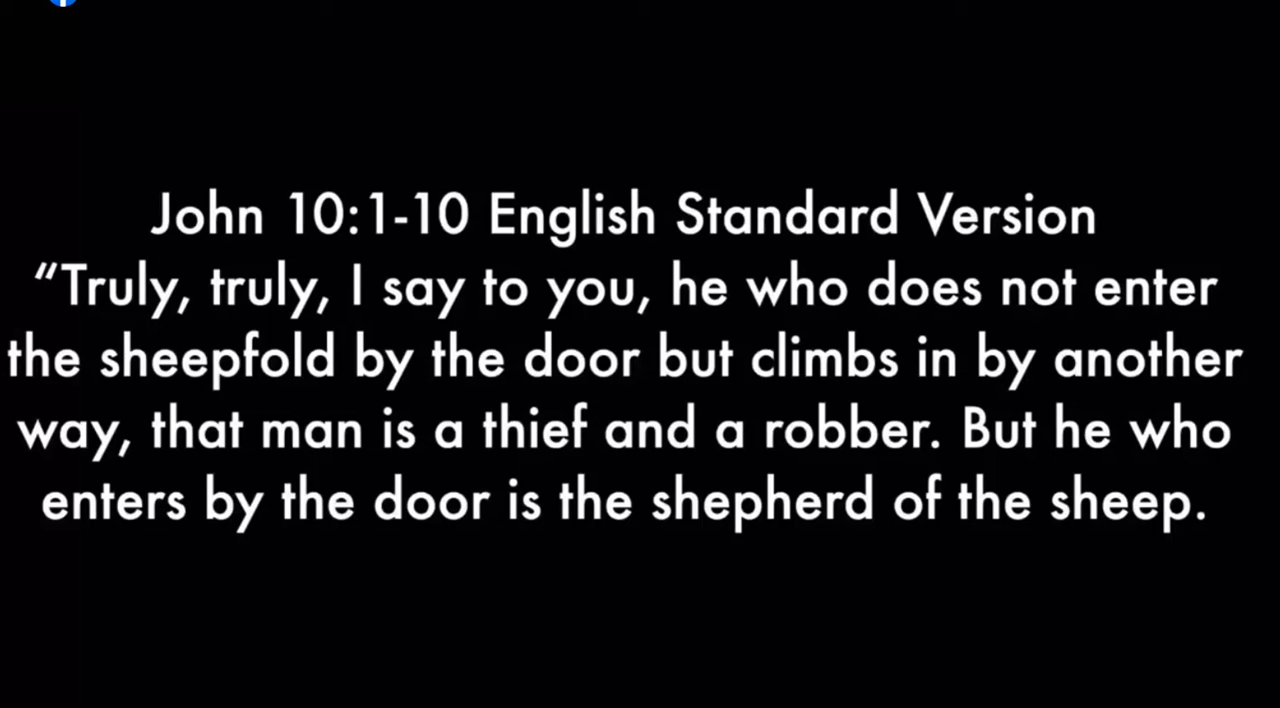 John 10:1-10 English Standard Version
“Truly, truly, I say to you, he who does not enter
the sheepfold by the door but climbs in by another
way, that man is a thief and a robber. But he who
enters by the door is the shepherd of the sheep.